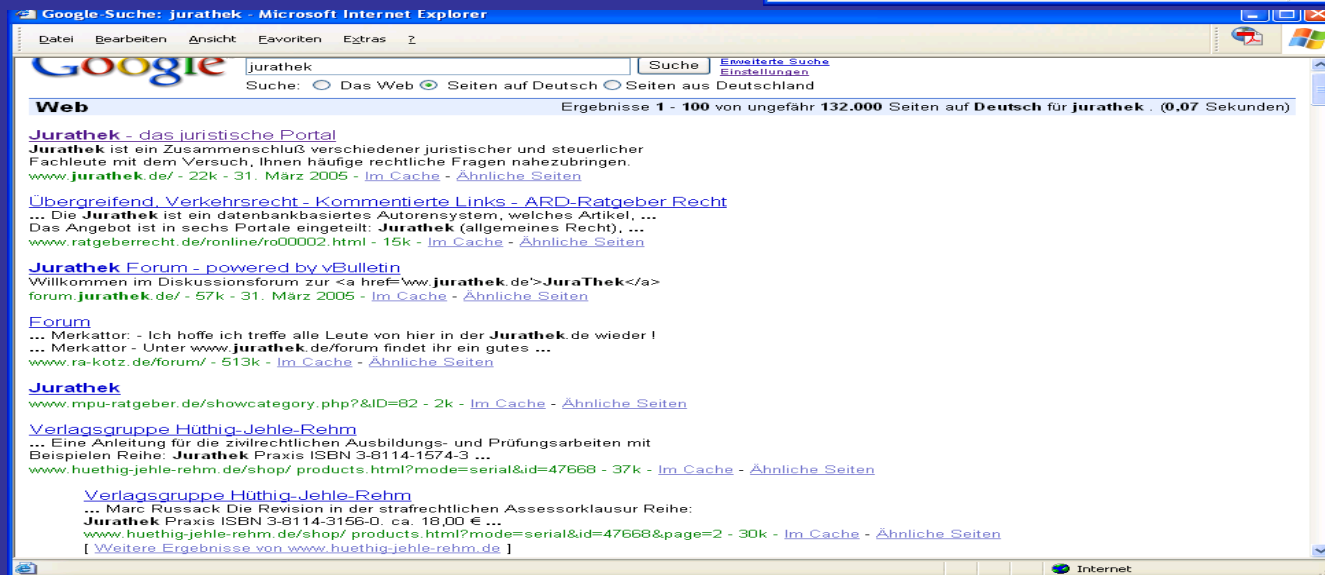 Google-Suche: jurathek - Microsoft Internet Explorer
Datei Bearbeiten Ansicht Favoriten Extras ?
Google jurathek Suche Erweiterte Suche
Einstellungen
Suche: Das Web Seiten auf Deutsch Seiten aus Deutschland
Web Ergebnisse 1 - 100 von ungefähr 132.000 Seiten auf Deutsch für jurathek . (0,07 Sekunden)
Jurathek - das juristische Portal
Jurathek ist ein Zusammenschluß verschiedener juristischer und steuerlicher
Fachleute mit dem Versuch, Ihnen häufige rechtliche Fragen nahezubringen.
www.jurathek.de/ - 22k - 31. März 2005 - Im Cache - Ähnliche Seiten
Übergreifend, Verkehrsrecht - Kommentierte Links - ARD-Ratgeber Recht
... Die Jurathek ist ein datenbankbasiertes Autorensystem, welches Artikel, ...
Das Angebot ist in sechs Portale eingeteilt: Jurathek (allgemeines Recht), ...
www.ratgeberrecht.de/ronline/ro00002.html - 15k - Im Cache - Ähnliche Seiten
Jurathek Forum - powered by vBulletin
Willkommen im Diskussionsforum zur <a href='ww.jurathek.de'>JuraThek</a>
forum.jurathek.de/ - 57k - 31. März 2005 - Im Cache - Ähnliche Seiten
Forum
... Merkattor: - Ich hoffe ich treffe alle Leute von hier in der Jurathek.de wieder !
... Merkattor - Unter www.jurathek.de/forum findet ihr ein gutes ...
www.ra-kotz.de/forum/ - 513k - Im Cache - Ähnliche Seiten
Jurathek
www.mpu-ratgeber.de/showcategory.php?&ID=82 - 2k - Im Cache - Ähnliche Seiten
Verlagsgruppe Hüthig-Jehle-Rehm
... Eine Anleitung für die zivilrechtlichen Ausbildungs- und Prüfungsarbeiten mit
Beispielen Reihe: Jurathek Praxis ISBN 3-8114-1574-3 ...
www.huethig-jehle-rehm.de/shop/ products.html?mode=serial&id=47668 - 37k - Im Cache - Ähnliche Seiten
Verlagsgruppe Hüthig-Jehle-Rehm
... Marc Russack Die Revision in der strafrechtlichen Assessorklausur Reihe:
Jurathek Praxis ISBN 3-8114-3156-0. ca. 18,00 € ...
www.huethig-jehle-rehm.de/shop/ products.html?mode=serial&id=47668&page=2 - 30k - Im Cache - Ähnliche Seiten
[ Weitere Ergebnisse von www.huethig-jehle-rehm.de ]
Internet